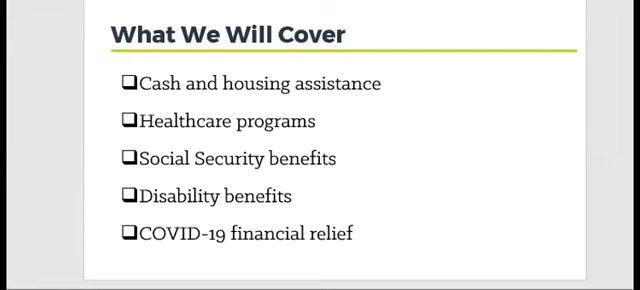 What We Will Cover
❑Cash and housing assistance
❑Healthcare programs
❑Social Security benefits
❑Disability benefits
❑COVID-19 financial relief